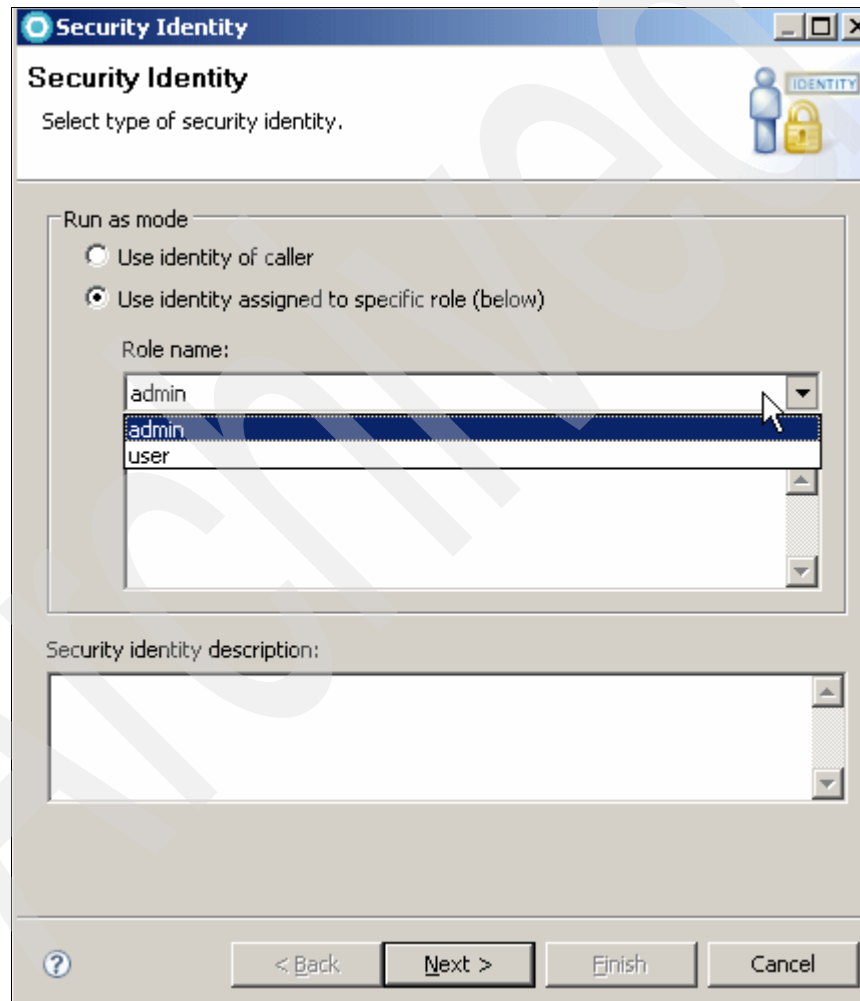 Security Identity
Security Identity
Select type of security identity.
IDENTITY
Run as mode
Use identity of caller
Use identity assigned to specific role (below)
Role name:
admin
admin
user
Security identity description:
?
< Back
Next >
Finish
Cancel
Archived